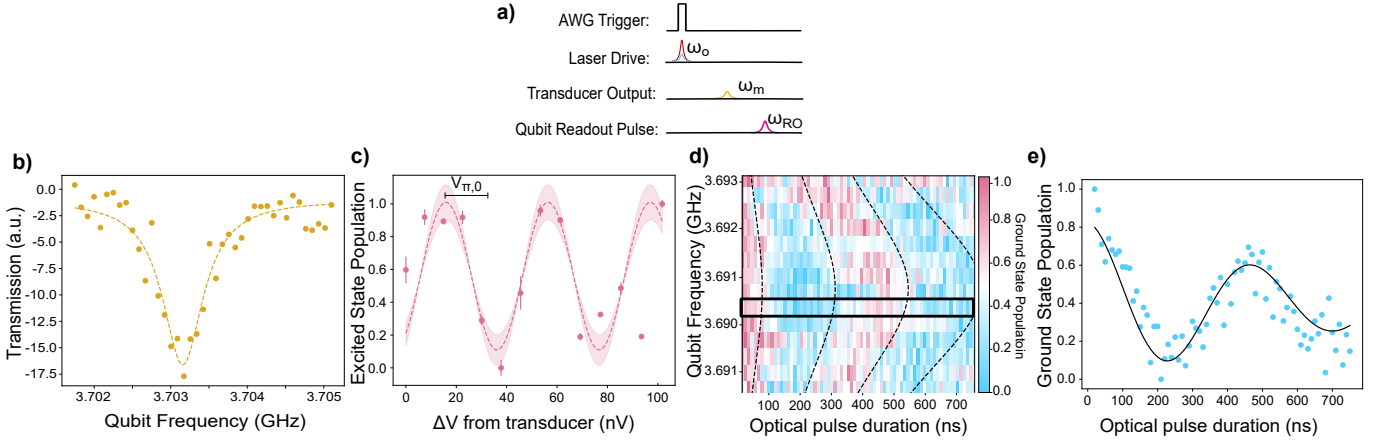 a)
AWG Trigger:
Laser Drive:
ωo
Transducer Output:
ωm
Qubit Readout Pulse:
ωRO
b)
Transmission (a.u.)
0.0
-2.5
-5.0
-7.5
-10.0
-12.5
-15.0
-17.5
3.702
3.703
3.704
3.705
Qubit Frequency (GHz)
c)
Excited State Population
1.0
0.8
0.6
0.4
0.2
0.0
Vπ,0
0
20
40
60
80
100
ΔV from transducer (nV)
d)
Qubit Frequency (GHz)
3.693
3.692
3.691
3.690
3.691
100
200
300
400
500
600
700
Optical pulse duration (ns)
1.0
0.8
0.6
0.4
0.2
0.0
Ground State Populatoin
e)
Ground State Populatoin
1.0
0.8
0.6
0.4
0.2
0.0
0
100
200
300
400
500
600
700
Optical pulse duration (ns)